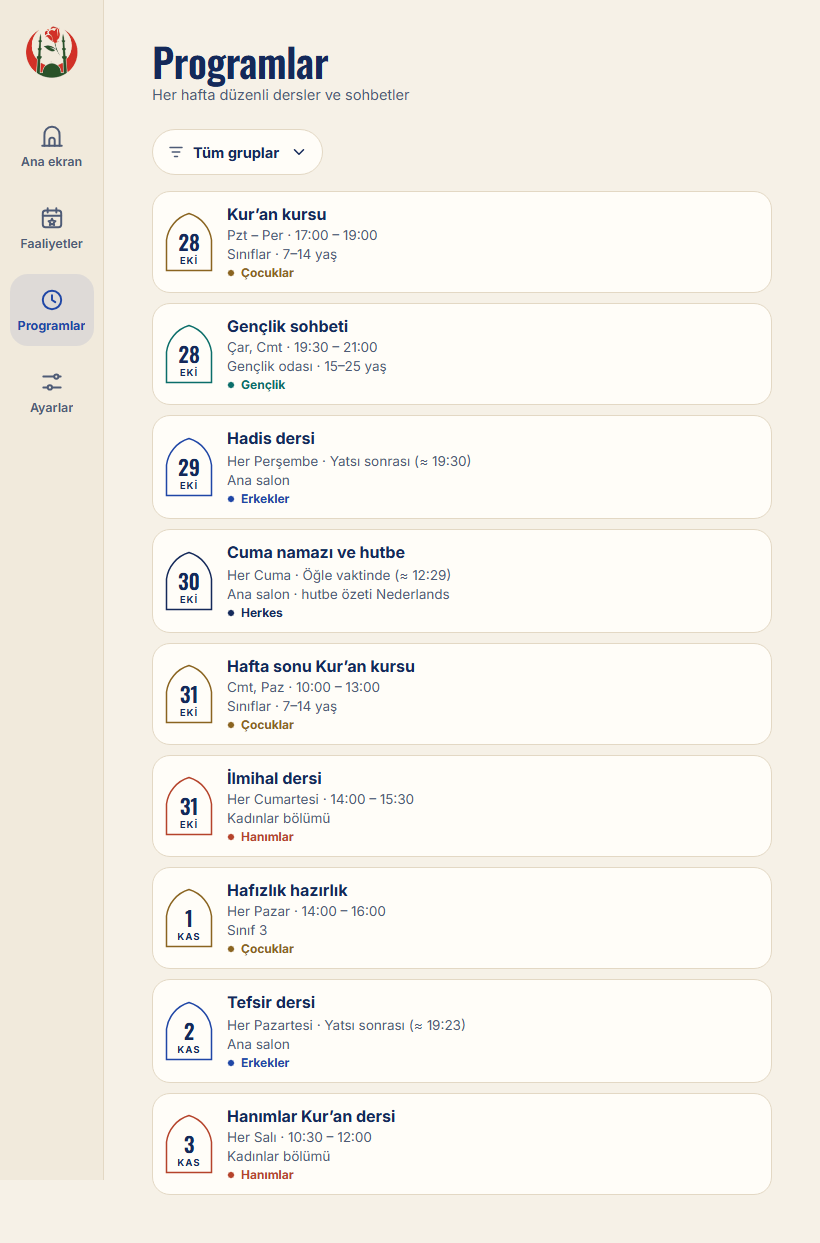 Programlar
Her hafta düzenli dersler ve sohbetler
Ana ekran
Faaliyetler
Programlar
Ayarlar
Tüm gruplar
28
EKİ
Kur’an kursu
Pzt – Per · 17:00 – 19:00
Sınıflar · 7–14 yaş
Çocuklar
28
EKİ
Gençlik sohbeti
Çar, Cmt · 19:30 – 21:00
Gençlik odası · 15–25 yaş
Gençlik
29
EKİ
Hadis dersi
Her Perşembe · Yatsı sonrası (≈ 19:30)
Ana salon
Erkekler
30
EKİ
Cuma namazı ve hutbe
Her Cuma · Öğle vaktinde (≈ 12:29)
Ana salon · hutbe özeti Nederlands
Herkes
31
EKİ
Hafta sonu Kur’an kursu
Cmt, Paz · 10:00 – 13:00
Sınıflar · 7–14 yaş
Çocuklar
31
EKİ
İlmihal dersi
Her Cumartesi · 14:00 – 15:30
Kadınlar bölümü
Hanımlar
1
KAS
Hafızlık hazırlık
Her Pazar · 14:00 – 16:00
Sınıf 3
Çocuklar
2
KAS
Tefsir dersi
Her Pazartesi · Yatsı sonrası (≈ 19:23)
Ana salon
Erkekler
3
KAS
Hanımlar Kur’an dersi
Her Salı · 10:30 – 12:00
Kadınlar bölümü
Hanımlar